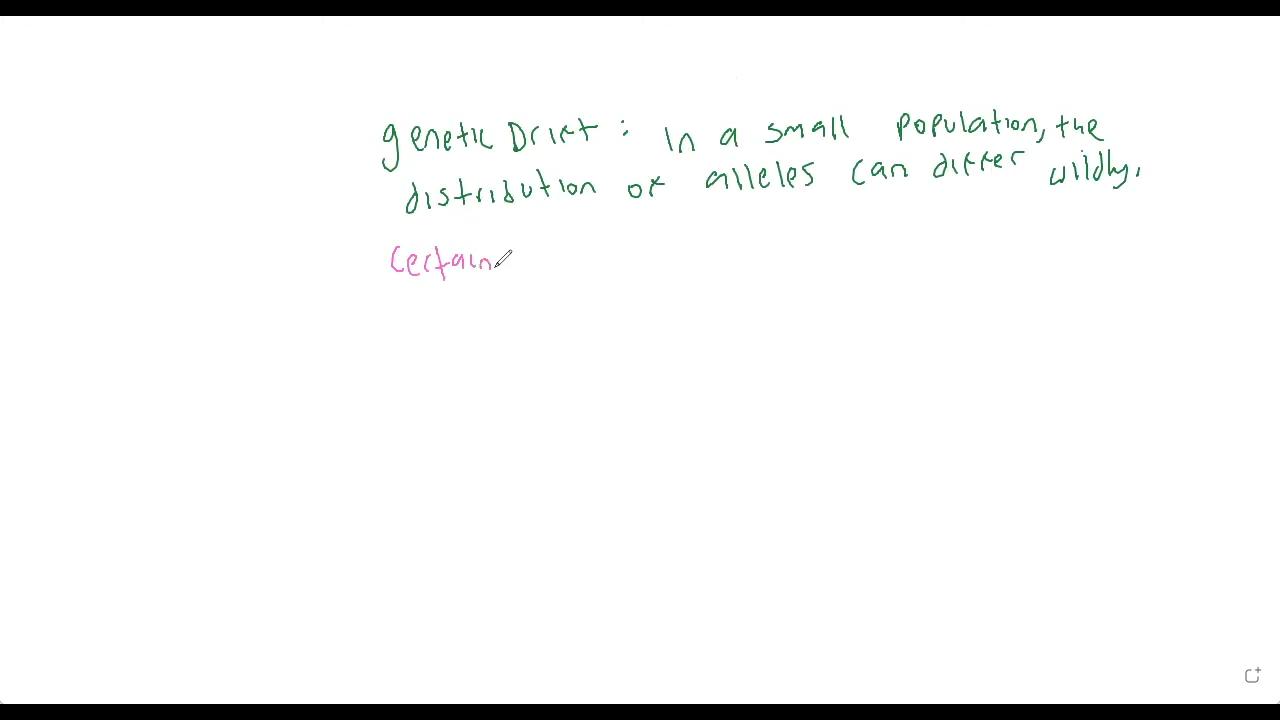 genetic Drift : In a small population, the
distribution of alleles can differ wildly.
Certain